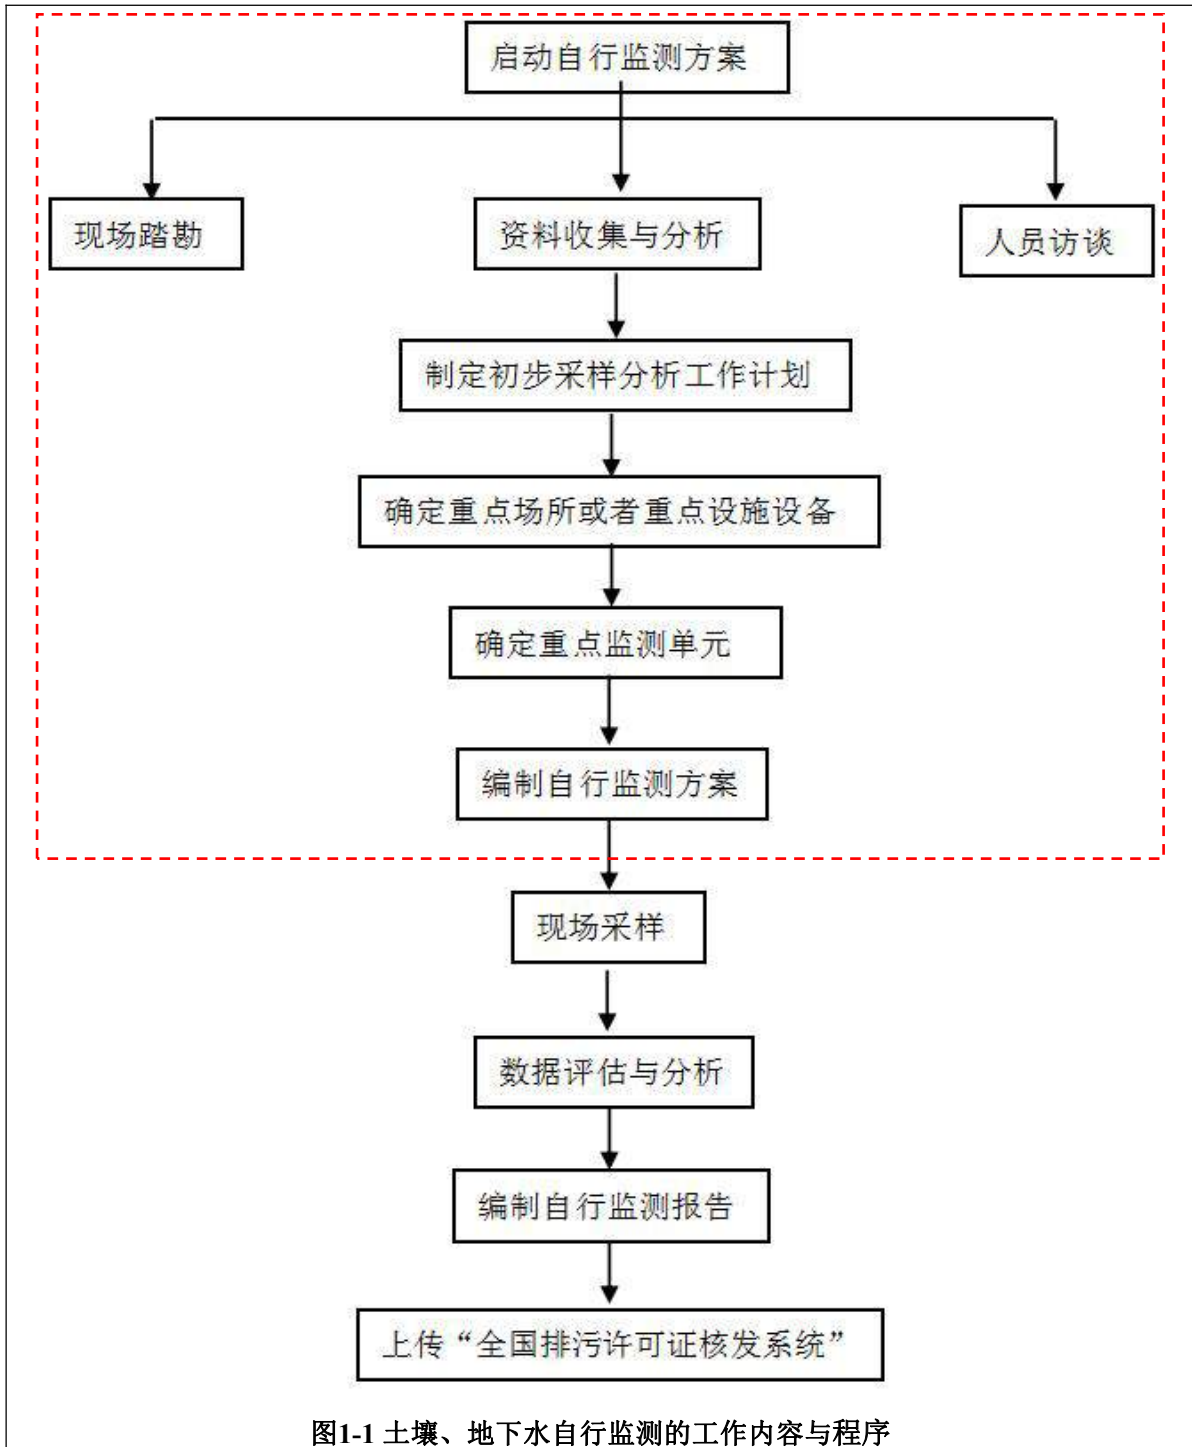 启动自行监测方案
现场踏勘
资料收集与分析
人员访谈
制定初步采样分析工作计划
确定重点场所或者重点设施设备
确定重点监测单元
编制自行监测方案
现场采样
数据评估与分析
编制自行监测报告
上传“全国排污许可证核发系统”
图1-1 土壤、地下水自行监测的工作内容与程序